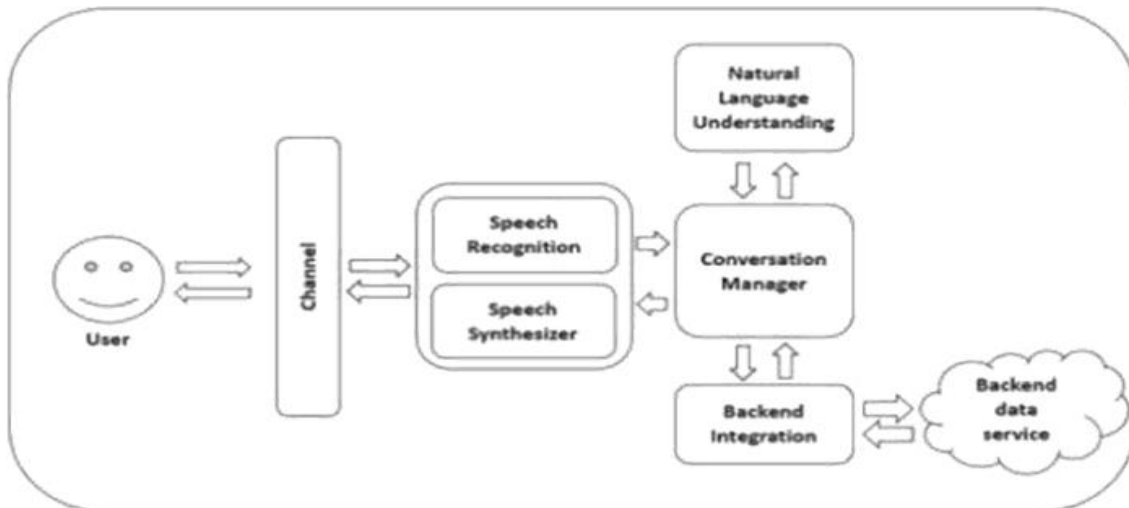 Natural
Language
Understanding
Speech
Recognition
Conversation
Manager
Channel
Speech
Synthesizer
User
Backend
Integration
Backend
data
service